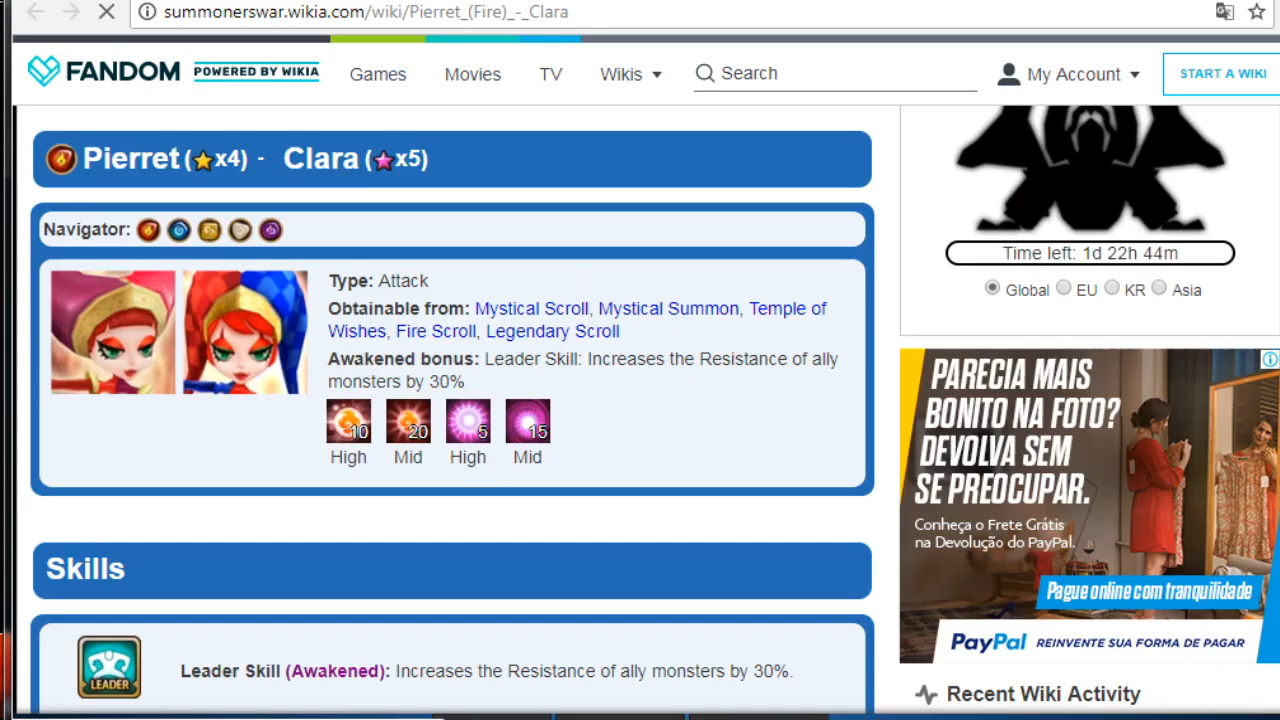 summonerswar.wikia.com/wiki/Pierret_(Fire)_-_Clara
FANDOM POWERED BY WIKIA Games Movies TV Wikis Search My Account START A WIKI
Pierret (x4) - Clara (x5)
Navigator:
Type: Attack
Obtainable from: Mystical Scroll, Mystical Summon, Temple of
Wishes, Fire Scroll, Legendary Scroll
Awakened bonus: Leader Skill: Increases the Resistance of ally
monsters by 30%
10 20 5 15
High Mid High Mid
Skills
LEADER
Leader Skill (Awakened): Increases the Resistance of ally monsters by 30%.
Time left: 1d 22h 44m
Global EU KR Asia
PARECIA MAIS
BONITO NA FOTO?
DEVOLVA SEM
SE PREOCUPAR.
Conheça o Frete Grátis
na Devolução do PayPal.
Pague online com tranquilidade
PayPal REINVENTE SUA FORMA DE PAGAR
Recent Wiki Activity